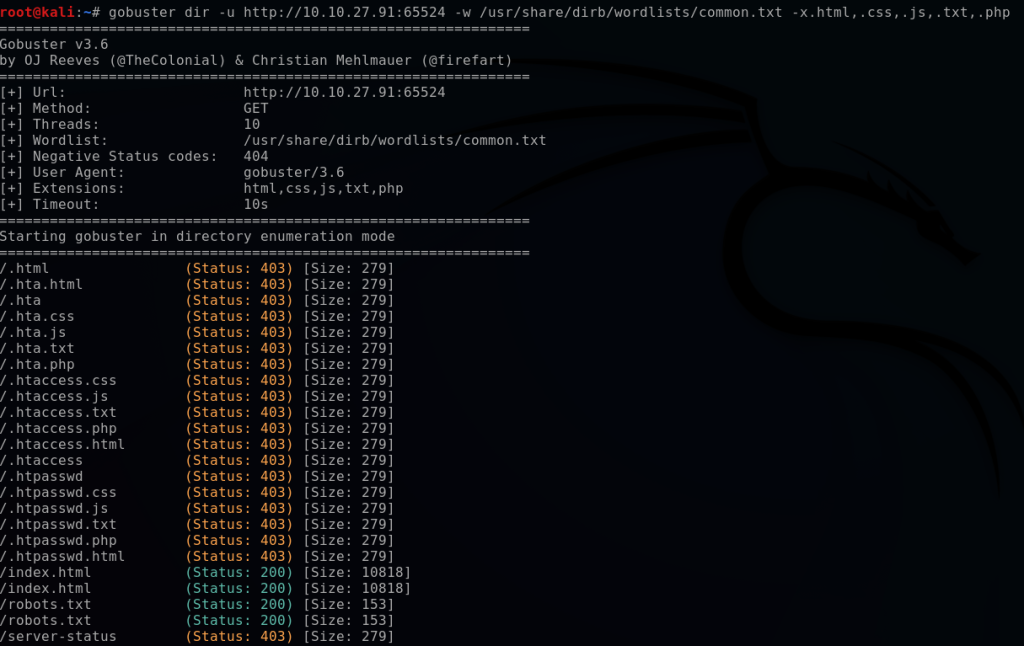 root@kali:~# gobuster dir -u http://10.10.27.91:65524 -w /usr/share/dirb/wordlists/common.txt -x.html,.css,.js,.txt,.php
===============================================================
Gobuster v3.6
by OJ Reeves (@TheColonial) & Christian Mehlmauer (@firefart)
===============================================================
[+] Url:                     http://10.10.27.91:65524
[+] Method:                  GET
[+] Threads:                 10
[+] Wordlist:                /usr/share/dirb/wordlists/common.txt
[+] Negative Status codes:   404
[+] User Agent:              gobuster/3.6
[+] Extensions:              html,css,js,txt,php
[+] Timeout:                 10s
===============================================================
Starting gobuster in directory enumeration mode
===============================================================
/.html                (Status: 403) [Size: 279]
/.hta.html            (Status: 403) [Size: 279]
/.hta                 (Status: 403) [Size: 279]
/.hta.css             (Status: 403) [Size: 279]
/.hta.js              (Status: 403) [Size: 279]
/.hta.txt             (Status: 403) [Size: 279]
/.hta.php             (Status: 403) [Size: 279]
/.htaccess.css        (Status: 403) [Size: 279]
/.htaccess.js         (Status: 403) [Size: 279]
/.htaccess.txt        (Status: 403) [Size: 279]
/.htaccess.php        (Status: 403) [Size: 279]
/.htaccess.html       (Status: 403) [Size: 279]
/.htaccess            (Status: 403) [Size: 279]
/.htpasswd            (Status: 403) [Size: 279]
/.htpasswd.css        (Status: 403) [Size: 279]
/.htpasswd.js         (Status: 403) [Size: 279]
/.htpasswd.txt        (Status: 403) [Size: 279]
/.htpasswd.php        (Status: 403) [Size: 279]
/.htpasswd.html       (Status: 403) [Size: 279]
/index.html           (Status: 200) [Size: 10818]
/index.html           (Status: 200) [Size: 10818]
/robots.txt           (Status: 200) [Size: 153]
/robots.txt           (Status: 200) [Size: 153]
/server-status        (Status: 403) [Size: 279]